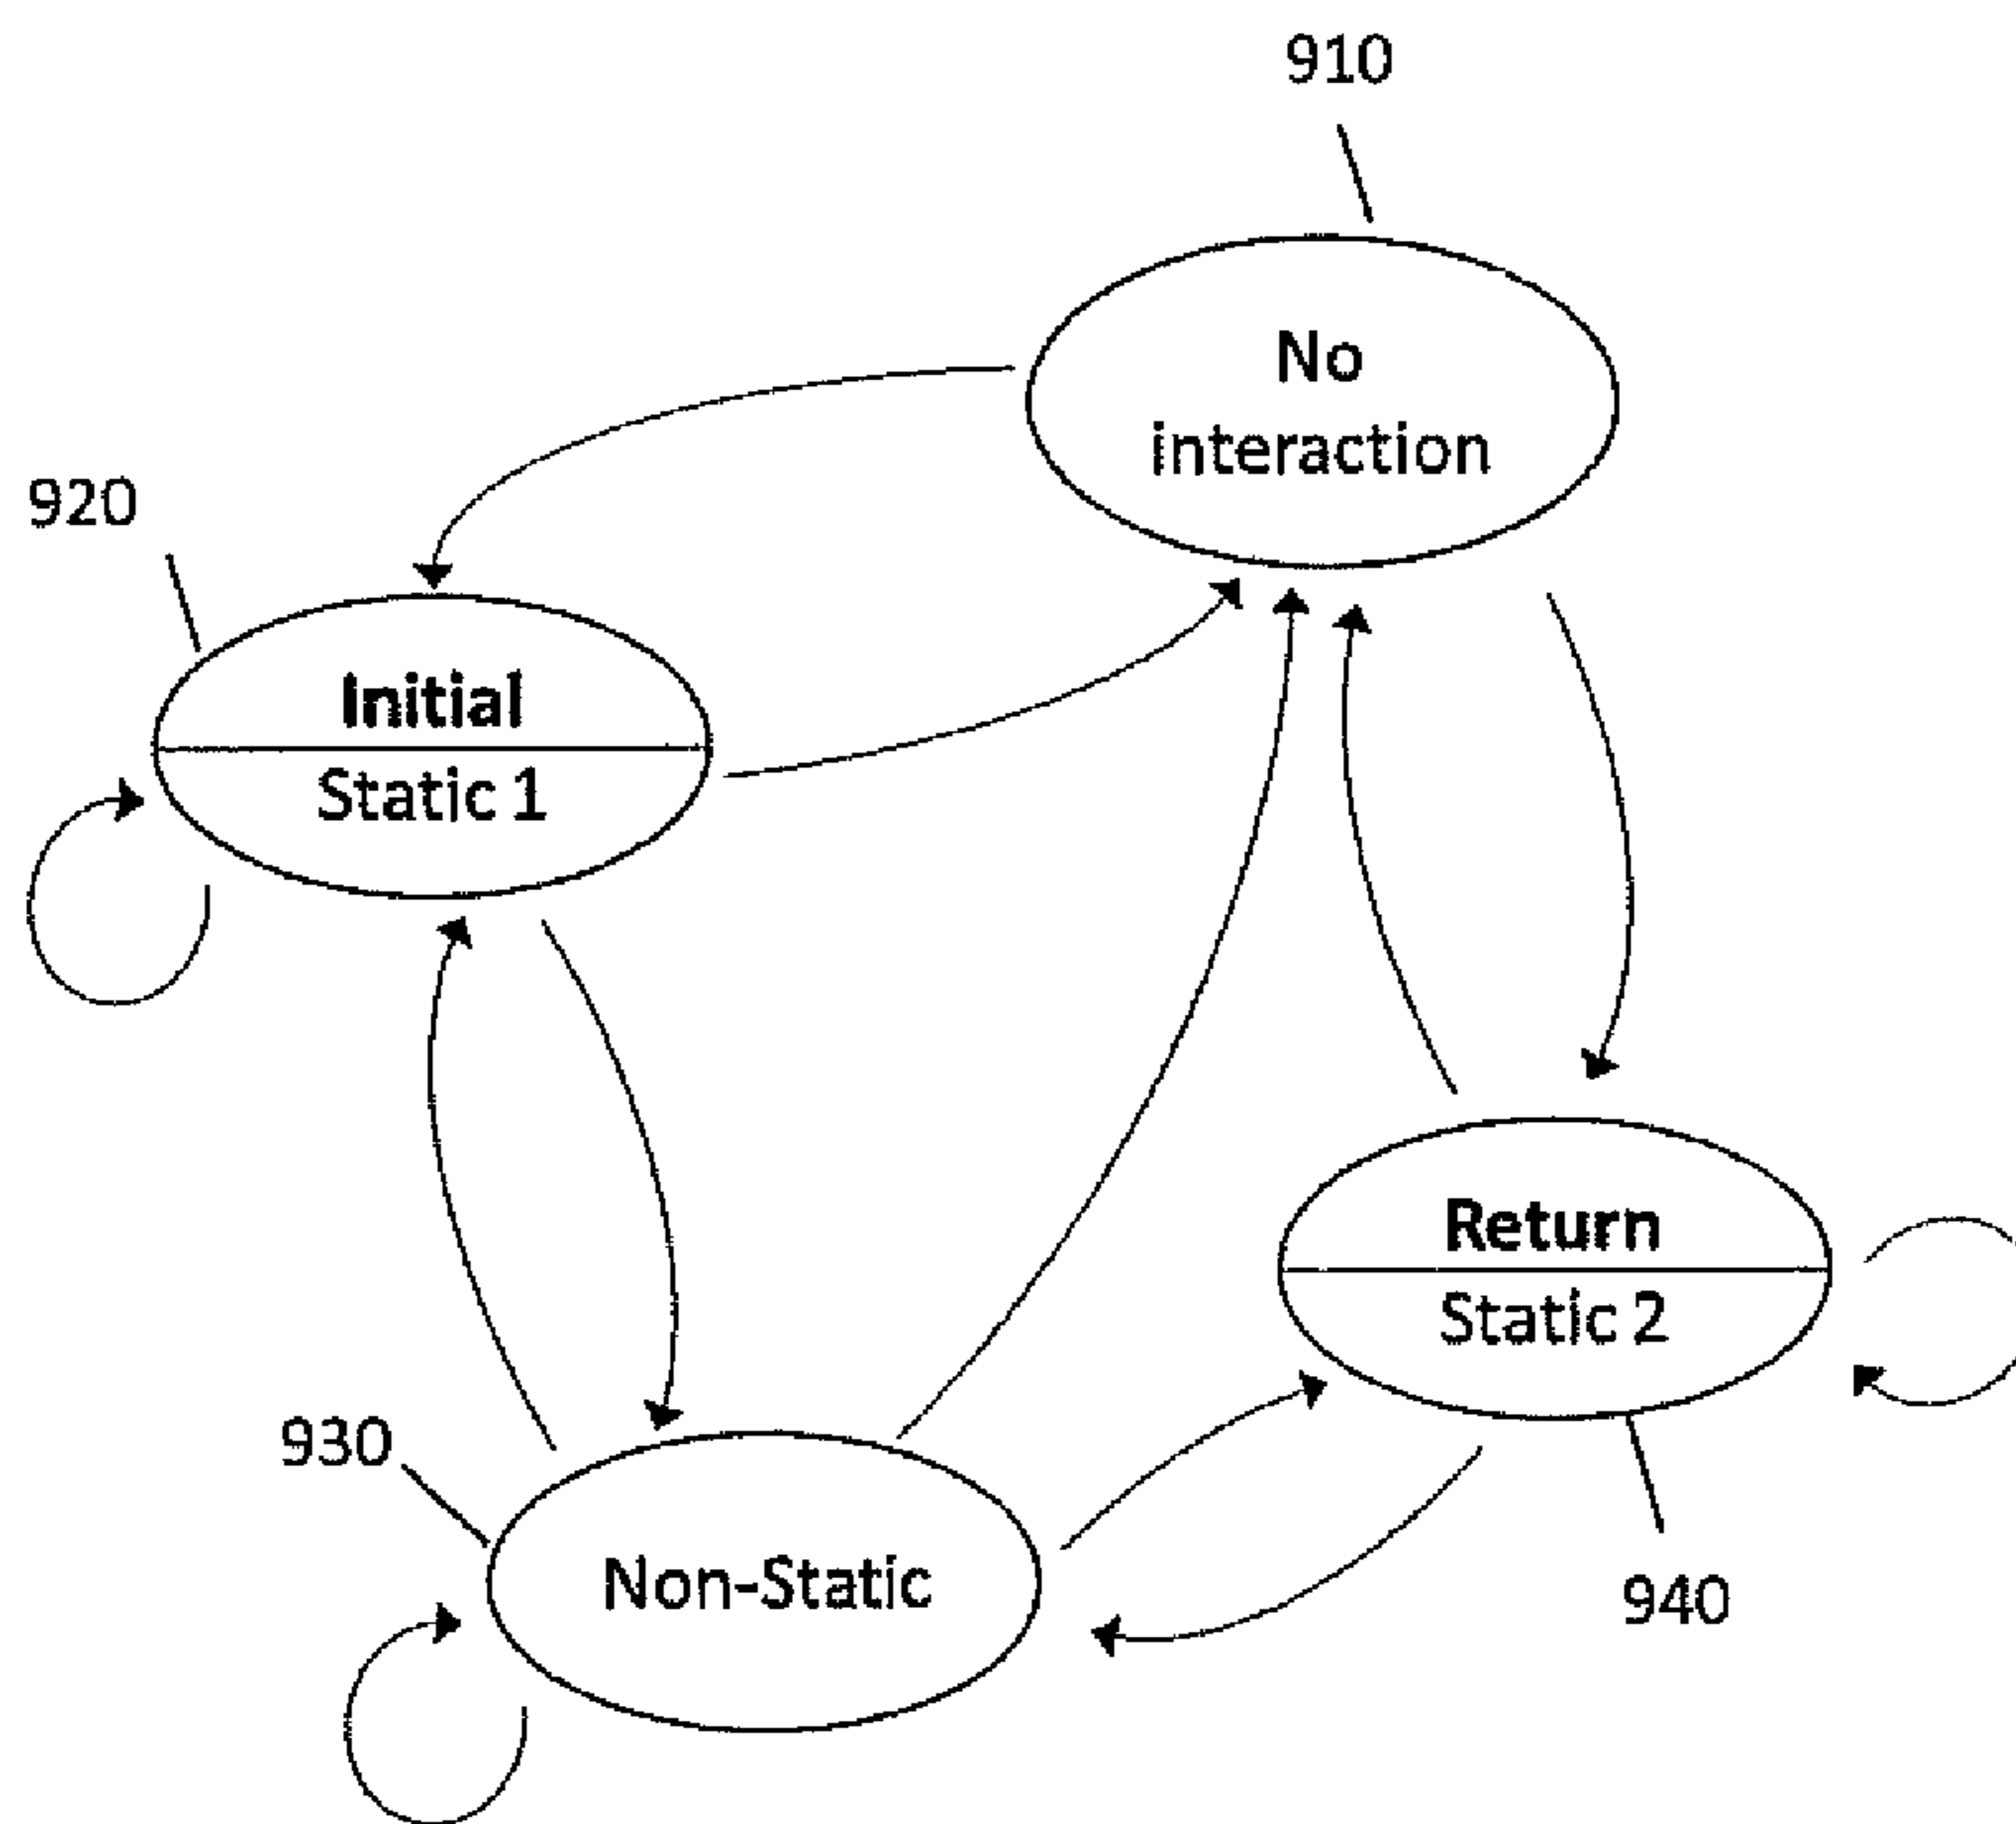 910
No
interaction
920
Initial
Static 1
Return
Static 2
930
Non-Static
940